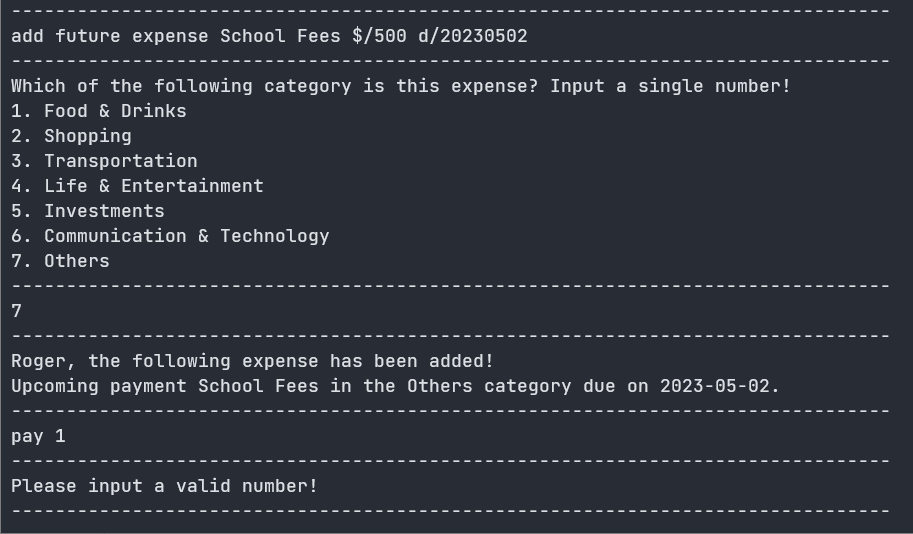 --------------------------------------------------------------------------------
add future expense School Fees $/500 d/20230502
--------------------------------------------------------------------------------
Which of the following category is this expense? Input a single number!
1. Food & Drinks
2. Shopping
3. Transportation
4. Life & Entertainment
5. Investments
6. Communication & Technology
7. Others
--------------------------------------------------------------------------------
7
--------------------------------------------------------------------------------
Roger, the following expense has been added!
Upcoming payment School Fees in the Others category due on 2023-05-02.
--------------------------------------------------------------------------------
pay 1
--------------------------------------------------------------------------------
Please input a valid number!
--------------------------------------------------------------------------------